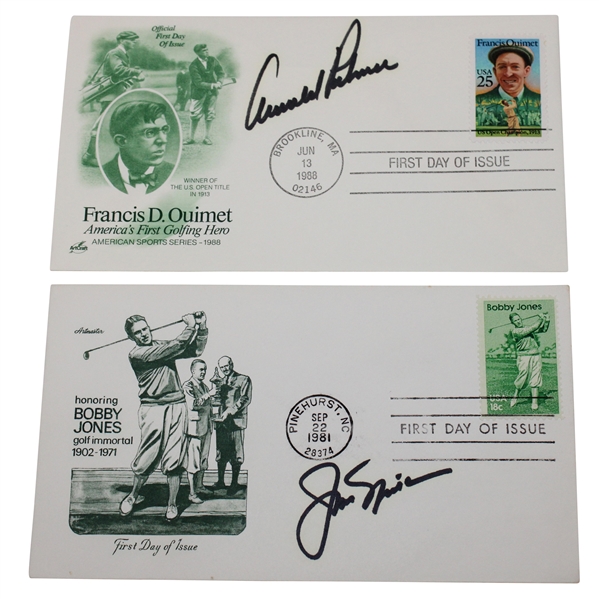 Official
First Day
Of Issue
Arnold Palmer
Francis Ouimet
USA
25
BROOKLINE, MA
JUN
13
1988
02146
FIRST DAY OF ISSUE
WINNER OF
THE U.S. OPEN TITLE
IN 1913
Francis D. Ouimet
America's First Golfing Hero
AMERICAN SPORTS SERIES - 1988
ArtCraft
Artmaster
Bobby Jones
USA
18c
honoring
BOBBY
JONES
golf immortal
1902-1971
PINEHURST, NC
SEP
22
1981
28374
FIRST DAY OF ISSUE
First Day of Issue